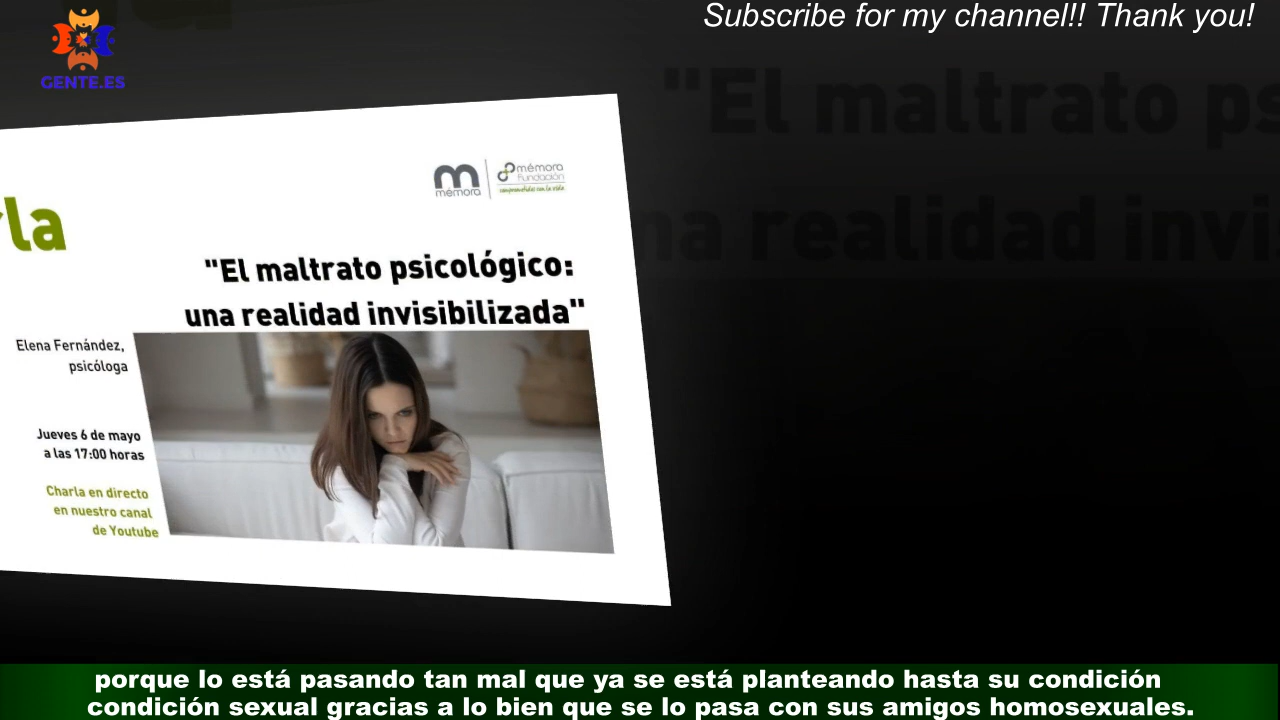 Subscribe for my channel!! Thank you!
GENTE.ES
"El maltrato ps
na realidad invi
la
mémora
mémora
Fundación
comprometidos con la vida
"El maltrato psicológico:
una realidad invisibilizada"
Elena Fernández,
psicóloga
Jueves 6 de mayo
a las 17:00 horas
Charla en directo
en nuestro canal
de Youtube
porque lo está pasando tan mal que ya se está planteando hasta su condición
condición sexual gracias a lo bien que se lo pasa con sus amigos homosexuales.